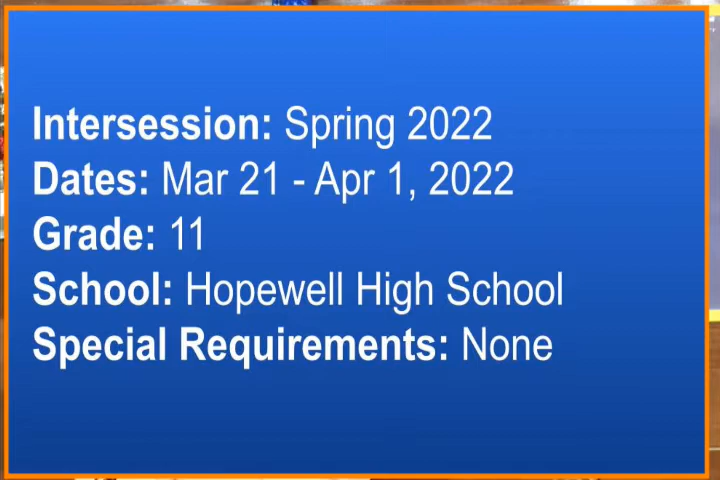 Intersession: Spring 2022
Dates: Mar 21 - Apr 1, 2022
Grade: 11
School: Hopewell High School
Special Requirements: None